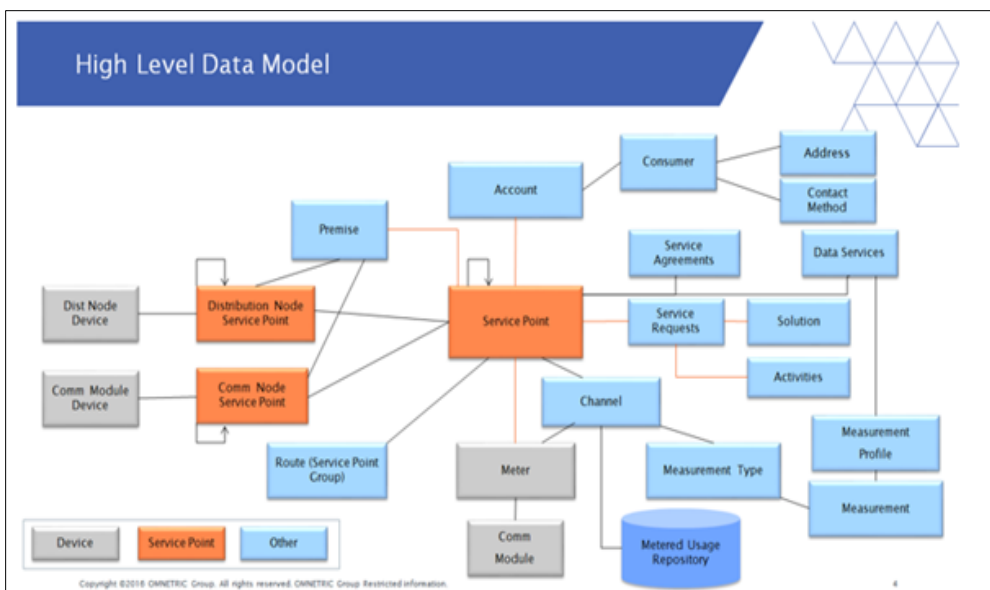 High Level Data Model
Consumer
Address
Account
Contact
Method
Premise
Service
Agreements
Data Services
Dist Node
Device
Distribution Node
Service Point
Service Point
Service
Requests
Solution
Comm Module
Device
Comm Node
Service Point
Activities
Channel
Route (Service Point
Group)
Meter
Measurement Type
Measurement
Profile
Measurement
Comm
Module
Metered Usage
Repository
Device
Service Point
Other
Copyright ©2016 OMNETRIC Group. All rights reserved. OMNETRIC Group Restricted information.
4